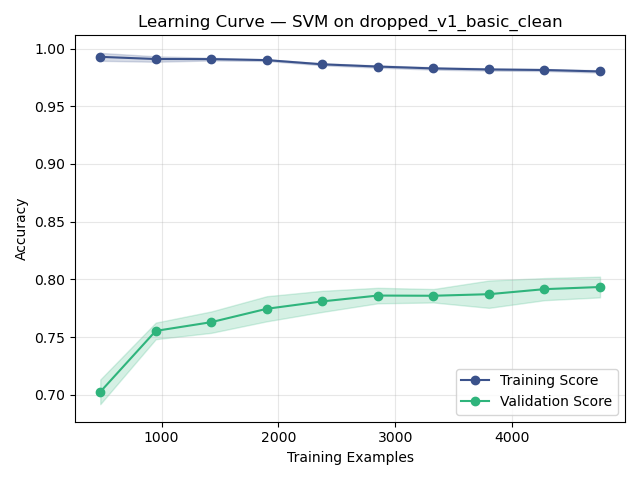 Learning Curve — SVM on dropped_v1_basic_clean
1.00
0.95
0.90
0.85
0.80
0.75
0.70
Accuracy
1000 2000 3000 4000
Training Examples
Training Score
Validation Score